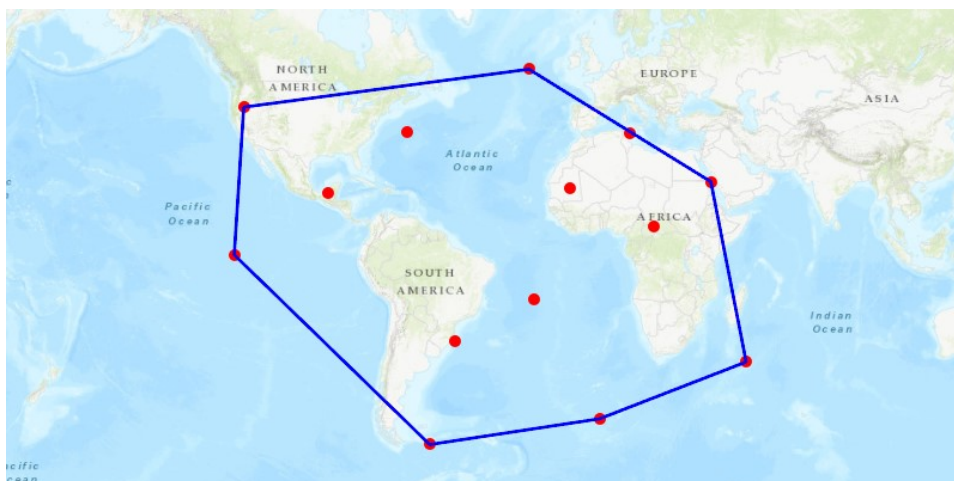 NORTH
AMERICA
EUROPE
ASIA
Atlantic
Ocean
Pacific
Ocean
AFRICA
SOUTH
AMERICA
Indian
Ocean